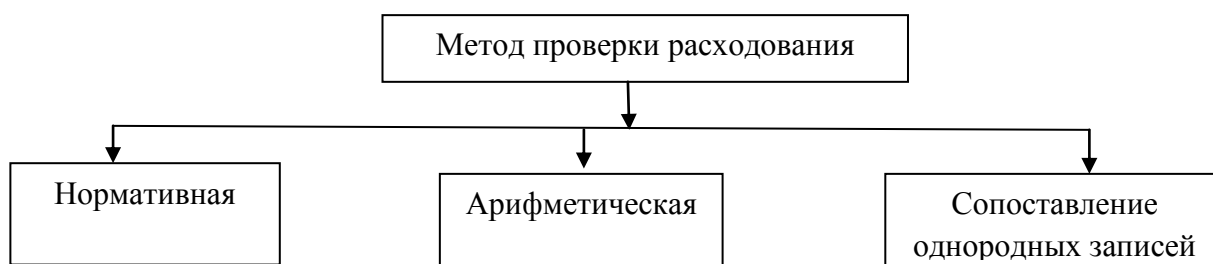 Метод проверки расходования
Нормативная
Арифметическая
Сопоставление
однородных записей